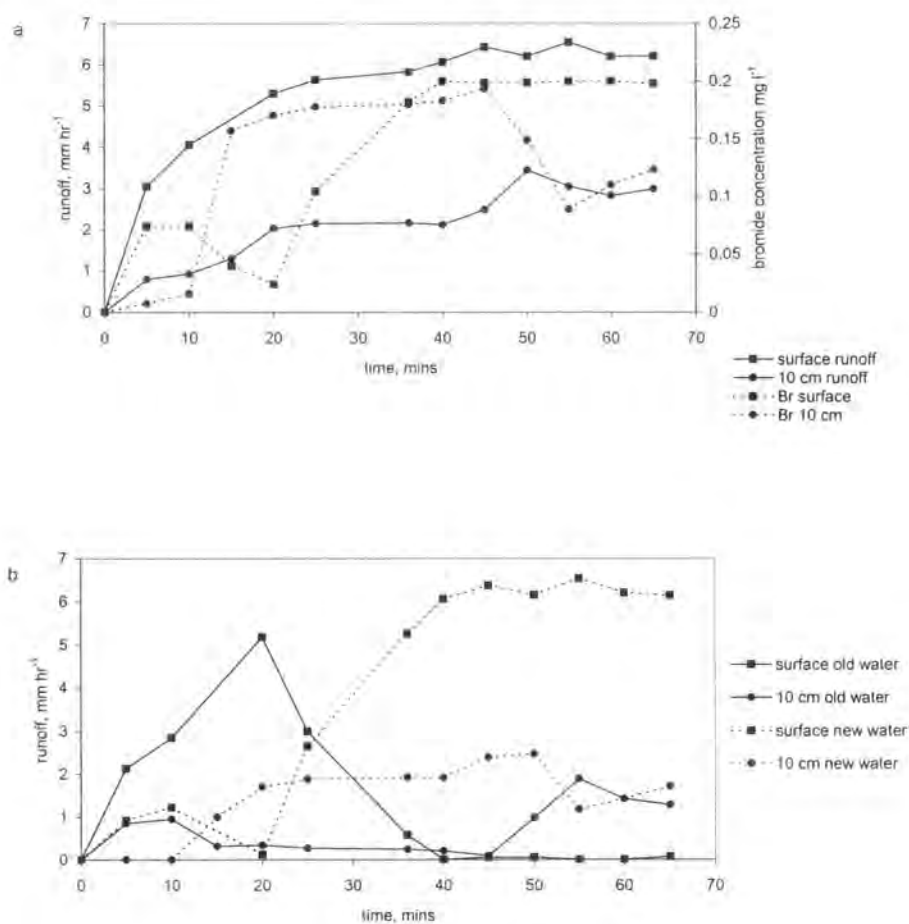 a
7
6
5
4
3
2
1
0
runoff, mm hr⁻¹
0,25
0,2
0,15
0,1
0,05
0
bromide concentration mg l⁻¹
0 10 20 30 40 50 60 70
time, mins
surface runoff
10 cm runoff
Br surface
Br 10 cm
b
7
6
5
4
3
2
1
0
runoff, mm hr⁻¹
0 10 20 30 40 50 60 70
time, mins
surface old water
10 cm old water
surface new water
10 cm new water